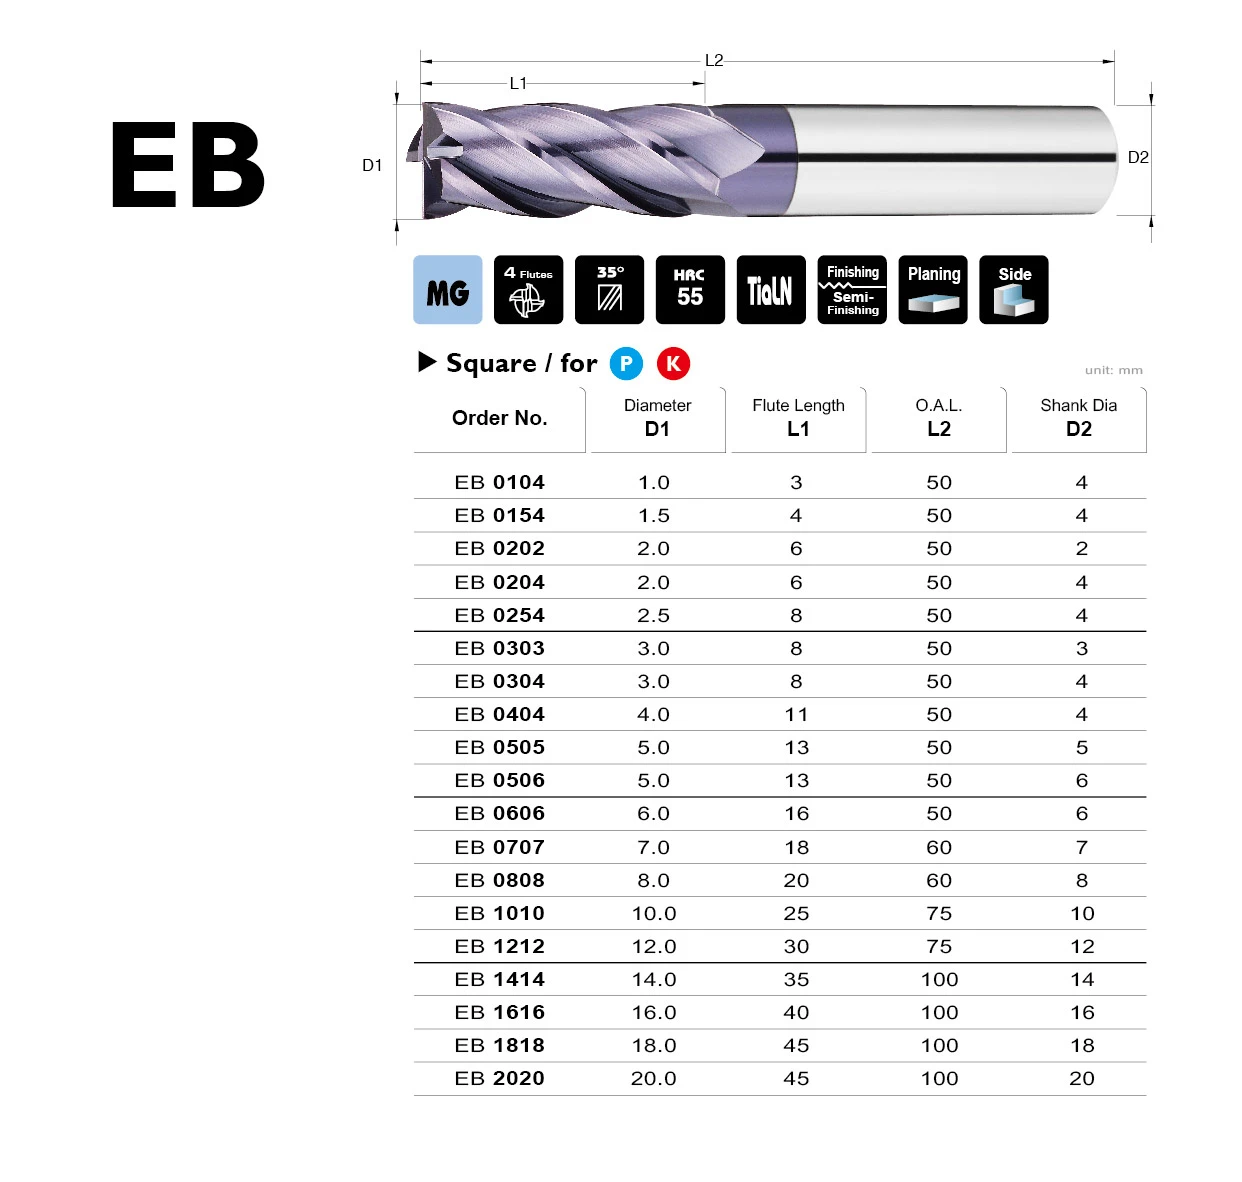 EB
L2
L1
D1
D2
MG
4 Flutes
35°
HRC
55
TiaLN
Finishing
Semi-
Finishing
Planing
Side
Square / for P K
unit: mm
Order No. Diameter D1 Flute Length L1 O.A.L. L2 Shank Dia D2
EB 0104 1.0 3 50 4
EB 0154 1.5 4 50 4
EB 0202 2.0 6 50 2
EB 0204 2.0 6 50 4
EB 0254 2.5 8 50 4
EB 0303 3.0 8 50 3
EB 0304 3.0 8 50 4
EB 0404 4.0 11 50 4
EB 0505 5.0 13 50 5
EB 0506 5.0 13 50 6
EB 0606 6.0 16 50 6
EB 0707 7.0 18 60 7
EB 0808 8.0 20 60 8
EB 1010 10.0 25 75 10
EB 1212 12.0 30 75 12
EB 1414 14.0 35 100 14
EB 1616 16.0 40 100 16
EB 1818 18.0 45 100 18
EB 2020 20.0 45 100 20